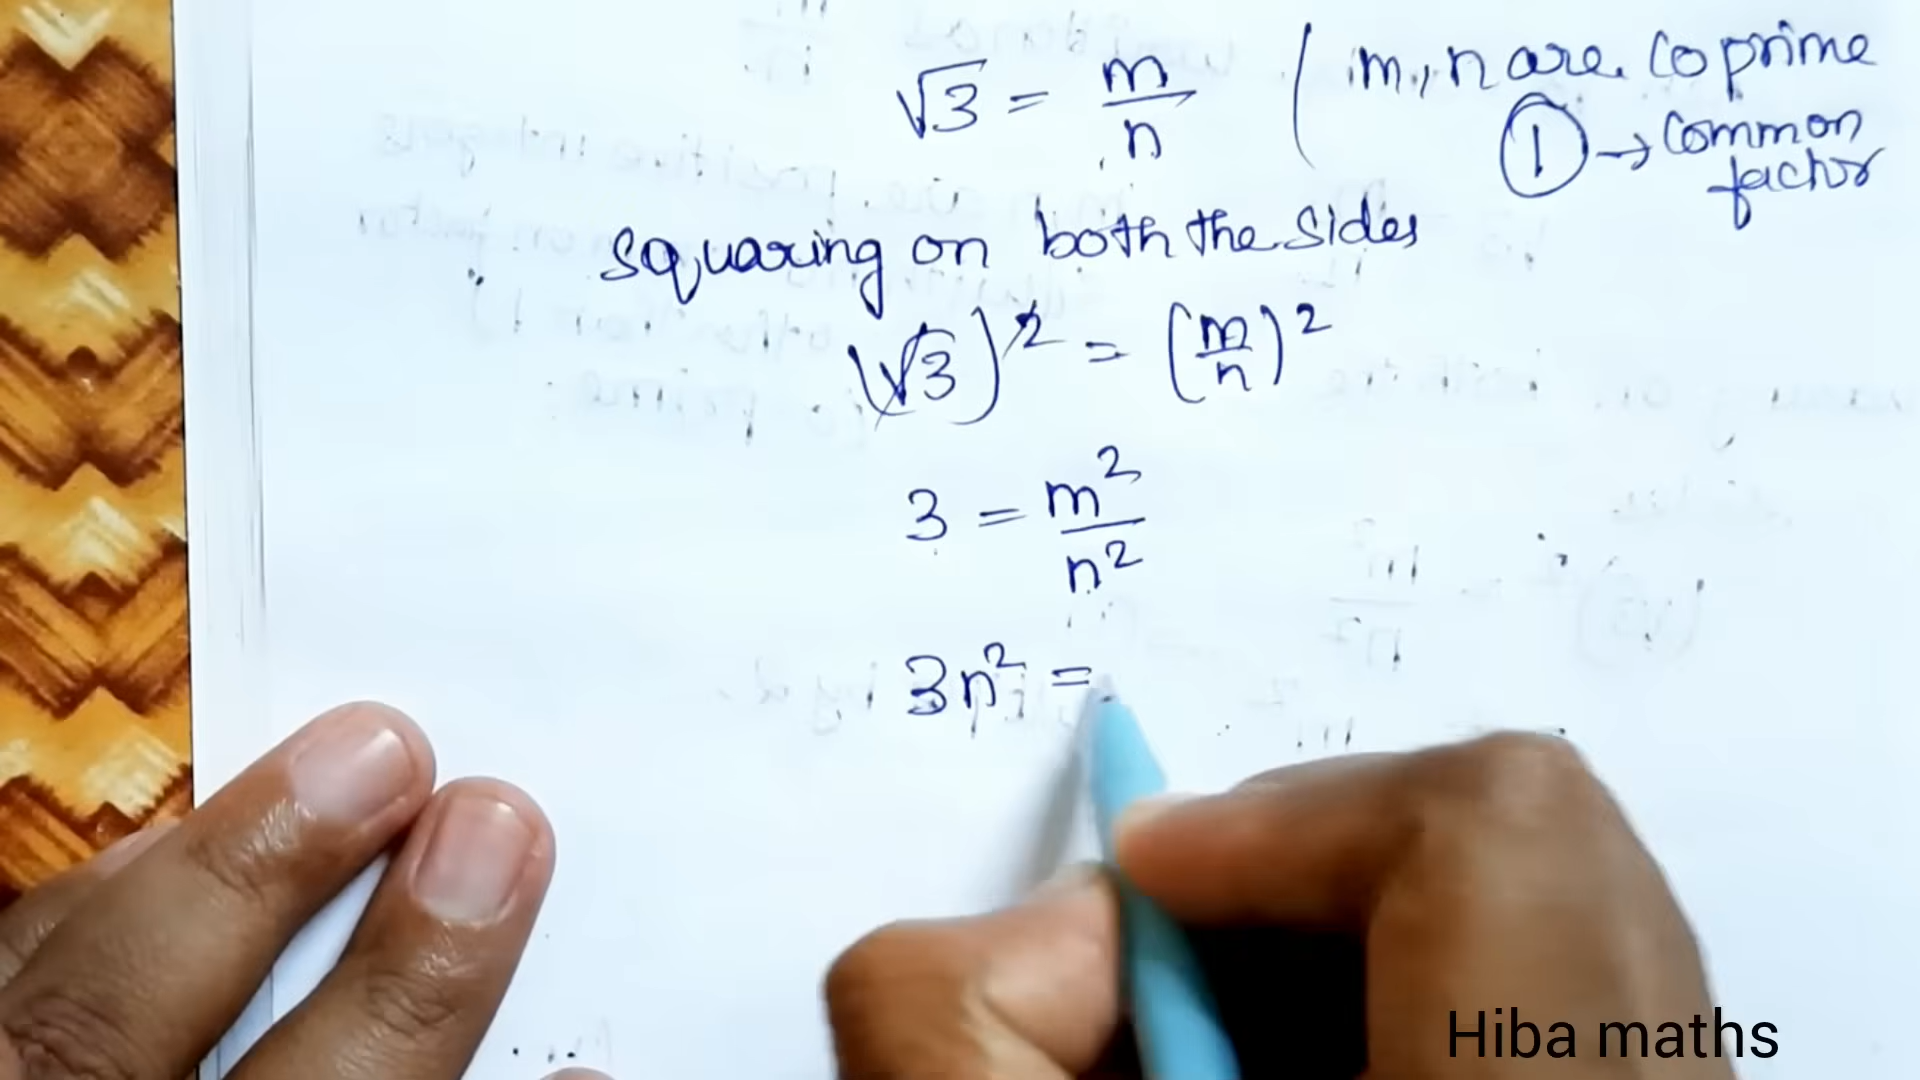 √3 = m/n ( m, n are coprime
① → common factor
squaring on both the sides
(√3)² = (m/n)²
3 = m²/n²
3n² =
Hiba maths